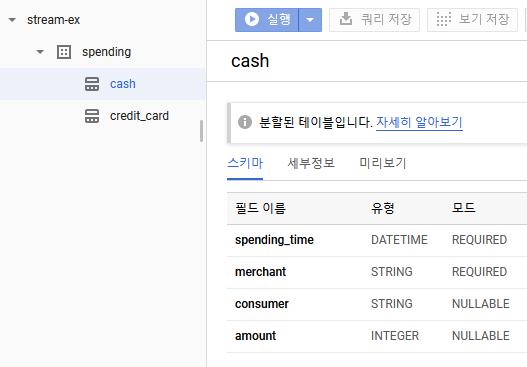 stream-ex
spending
cash
credit_card
실행
쿼리 저장
보기 저장
cash
분할된 테이블입니다. 자세히 알아보기
스키마 세부정보 미리보기
필드 이름 유형 모드
spending_time DATETIME REQUIRED
merchant STRING REQUIRED
consumer STRING NULLABLE
amount INTEGER NULLABLE